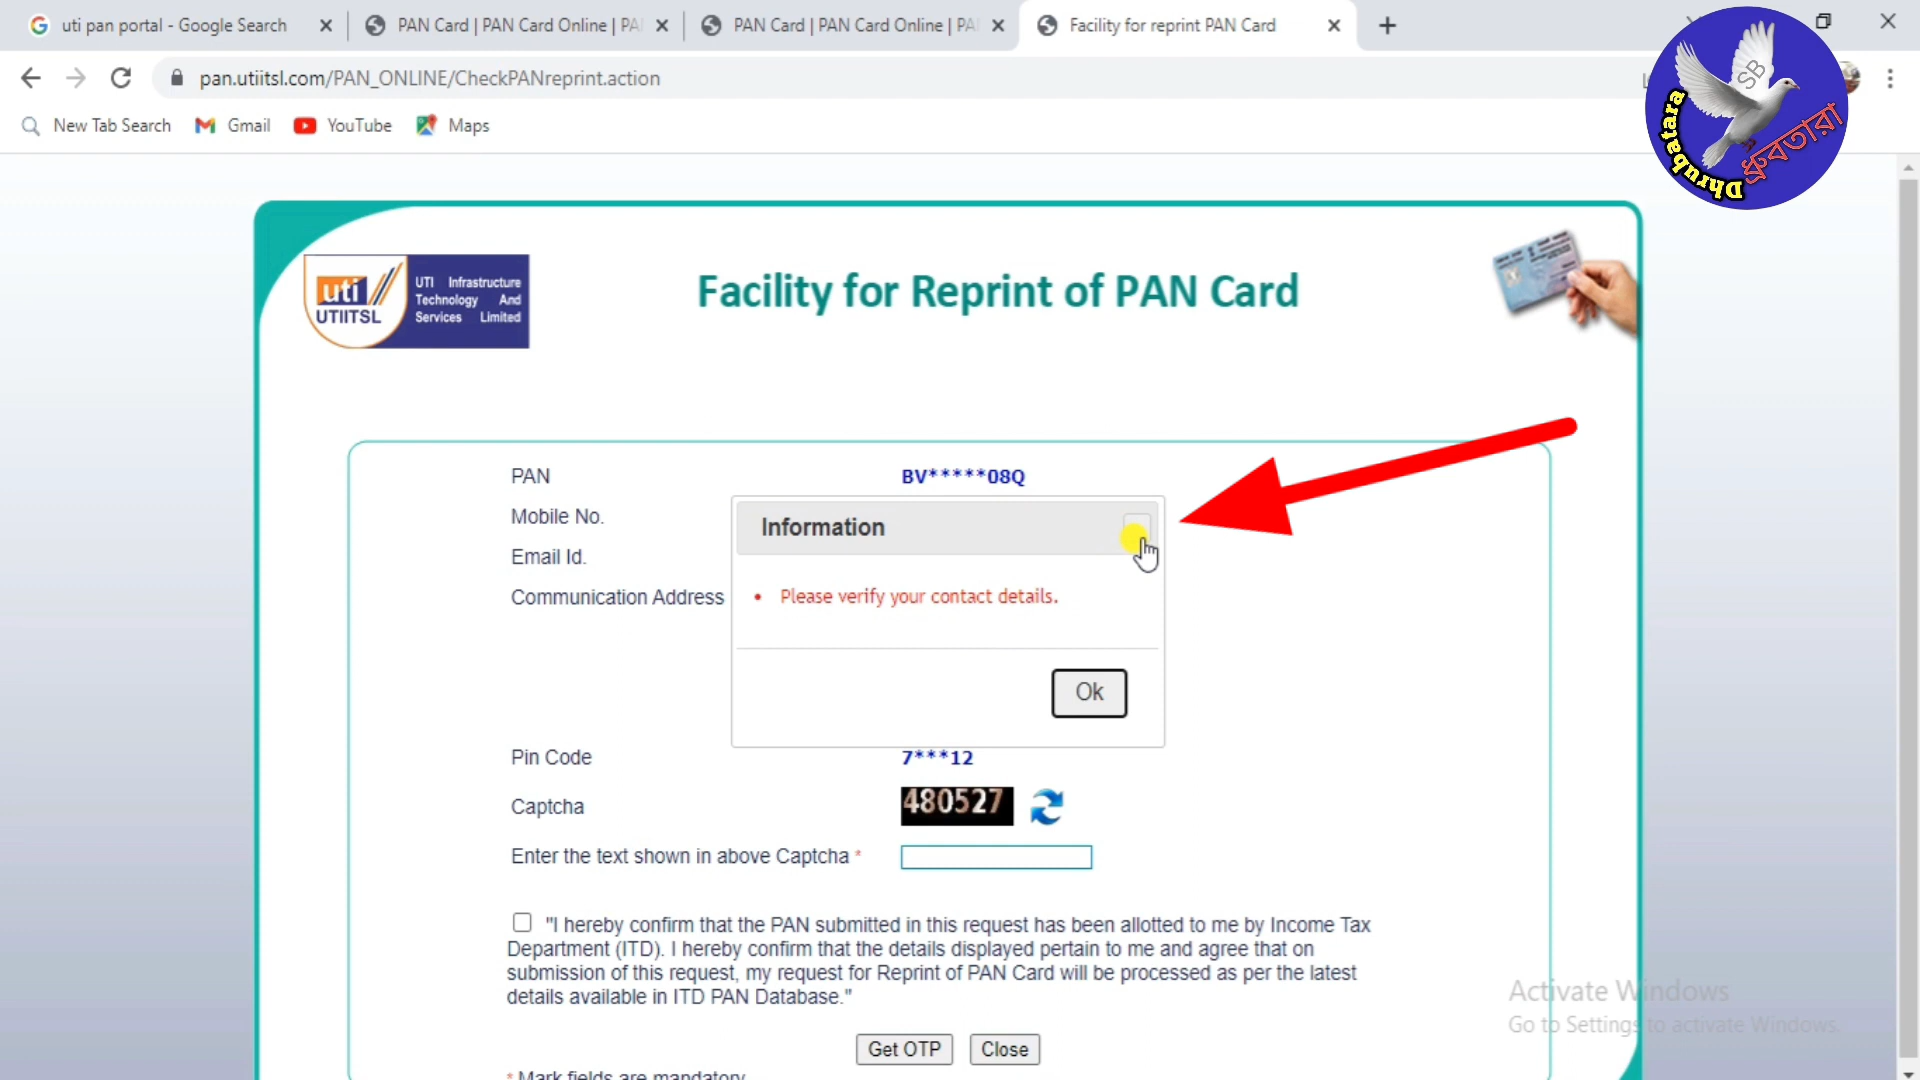 uti pan portal - Google Search
PAN Card | PAN Card Online | PA
PAN Card | PAN Card Online | PA
Facility for reprint PAN Card
pan.utiitsl.com/PAN_ONLINE/CheckPANreprint.action
New Tab Search
Gmail
YouTube
Maps
SB
Dhrubatara
ধ্রুবতারা
uti
UTIITSL
UTI Infrastructure
Technology And
Services Limited
Facility for Reprint of PAN Card
PAN BV*****08Q
Mobile No.
Email Id.
Communication Address
Information
• Please verify your contact details.
Ok
Pin Code 7***12
Captcha 480527
Enter the text shown in above Captcha *
"I hereby confirm that the PAN submitted in this request has been allotted to me by Income Tax
Department (ITD). I hereby confirm that the details displayed pertain to me and agree that on
submission of this request, my request for Reprint of PAN Card will be processed as per the latest
details available in ITD PAN Database."
Get OTP Close
* Mark fields are mandatory
Activate Windows
Go to Settings to activate Windows.